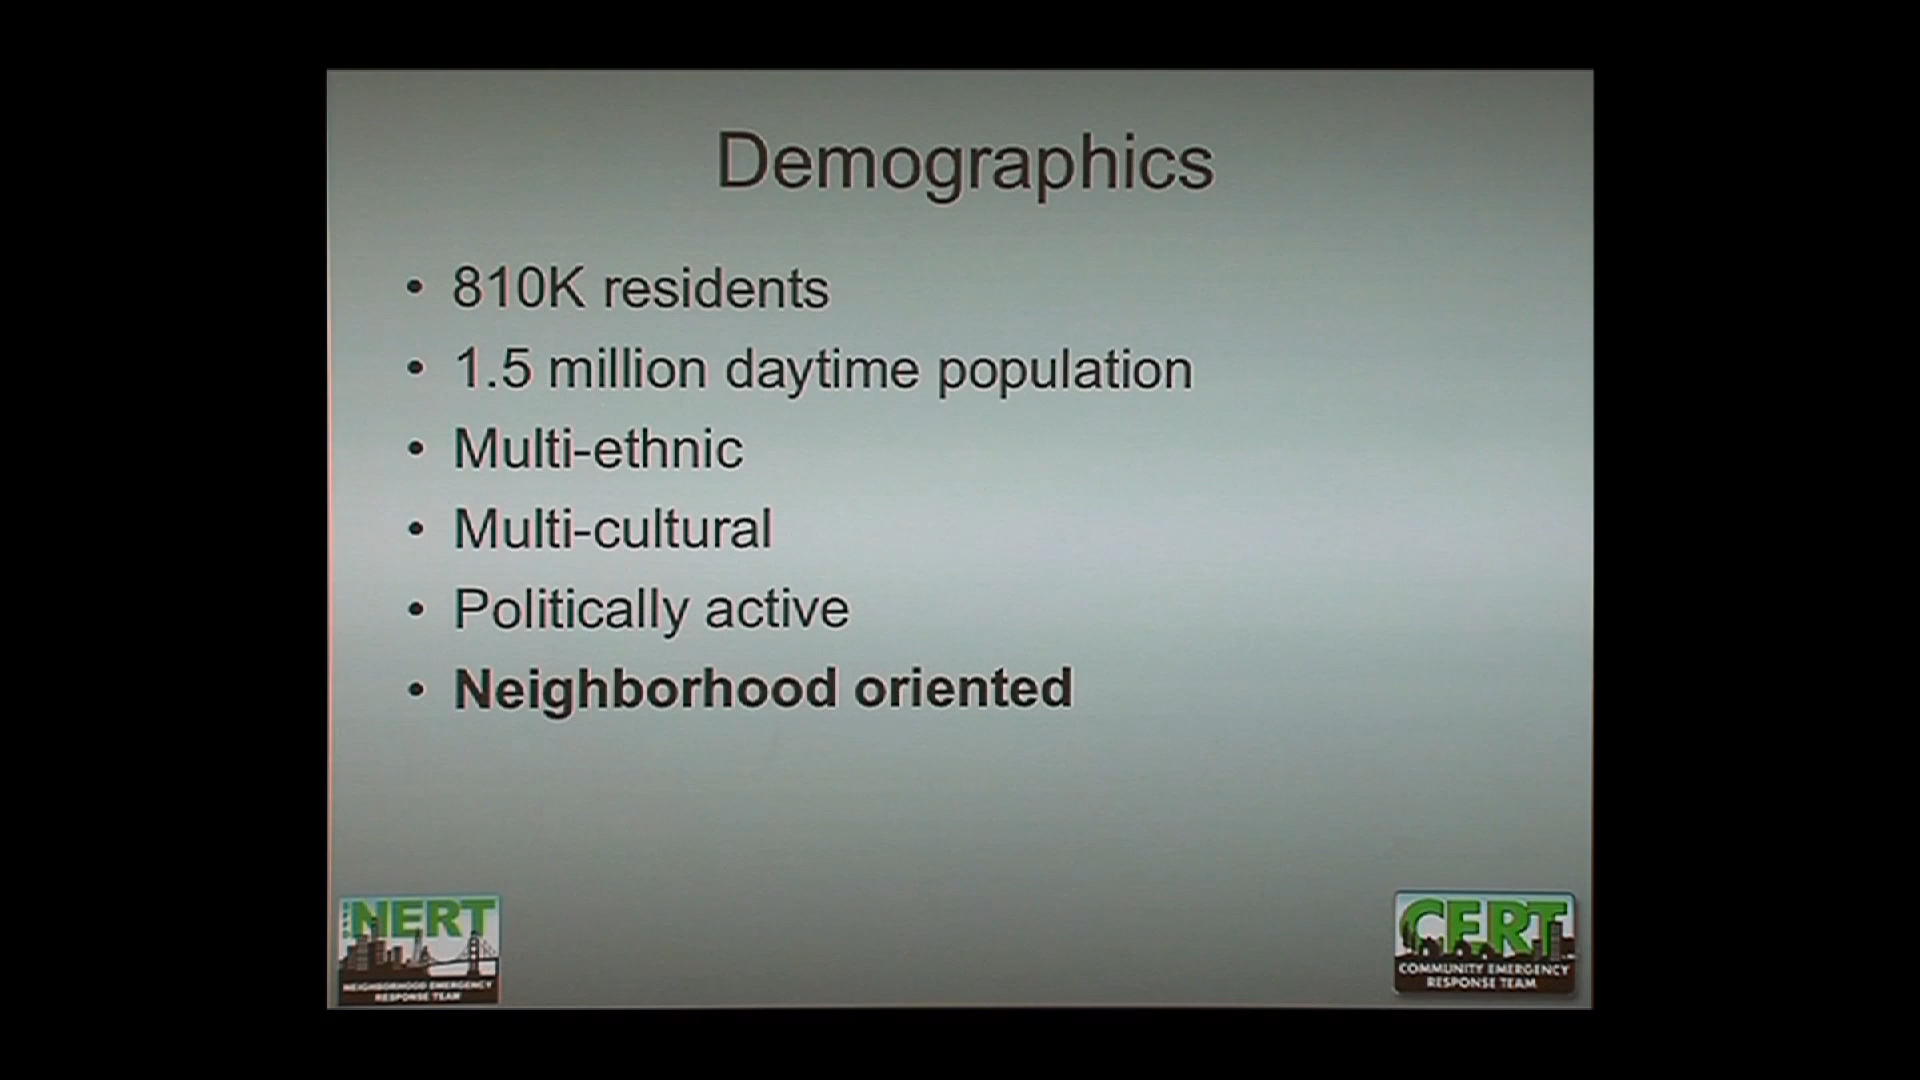 Demographics
• 810K residents
• 1.5 million daytime population
• Multi-ethnic
• Multi-cultural
• Politically active
• Neighborhood oriented
NERT
NEIGHBORHOOD EMERGENCY
RESPONSE TEAM
CERT
COMMUNITY EMERGENCY
RESPONSE TEAM